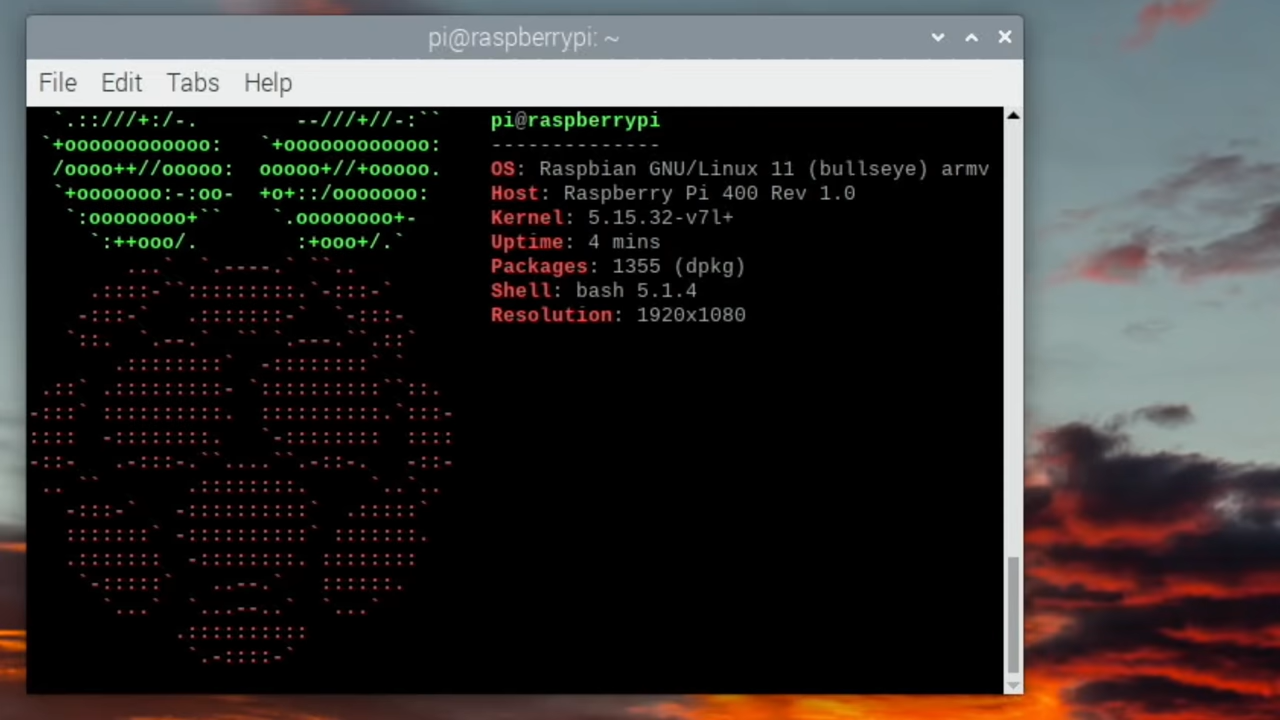 pi@raspberrypi: ~
File Edit Tabs Help
pi@raspberrypi
--------------
OS: Raspbian GNU/Linux 11 (bullseye) armv
Host: Raspberry Pi 400 Rev 1.0
Kernel: 5.15.32-v7l+
Uptime: 4 mins
Packages: 1355 (dpkg)
Shell: bash 5.1.4
Resolution: 1920x1080